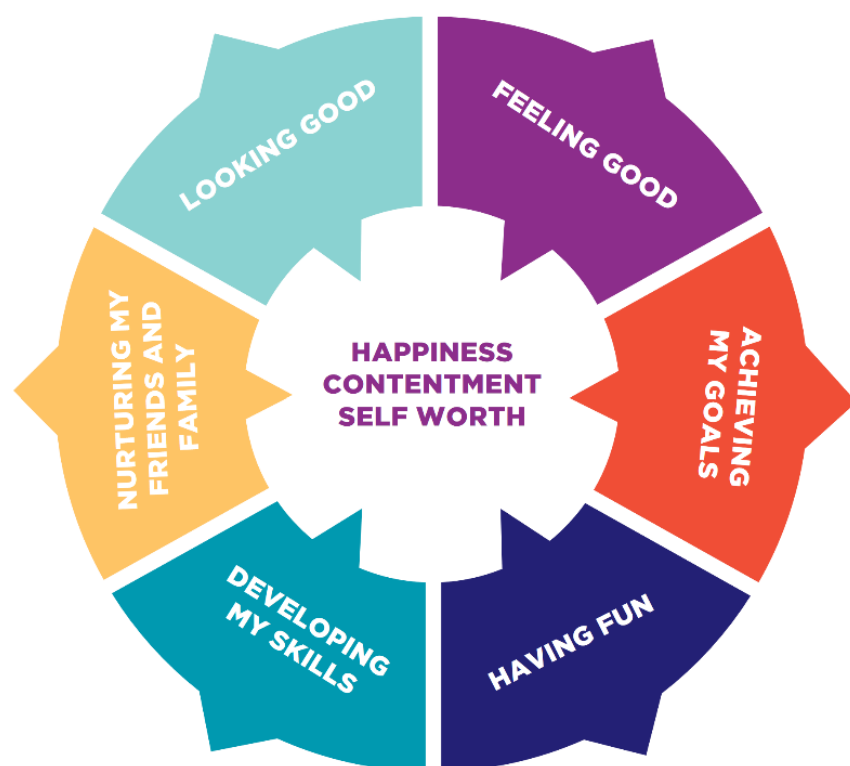 LOOKING GOOD
FEELING GOOD
ACHIEVING
MY GOALS
HAVING FUN
DEVELOPING
MY SKILLS
NURTURING MY
FRIENDS AND
FAMILY
HAPPINESS
CONTENTMENT
SELF WORTH